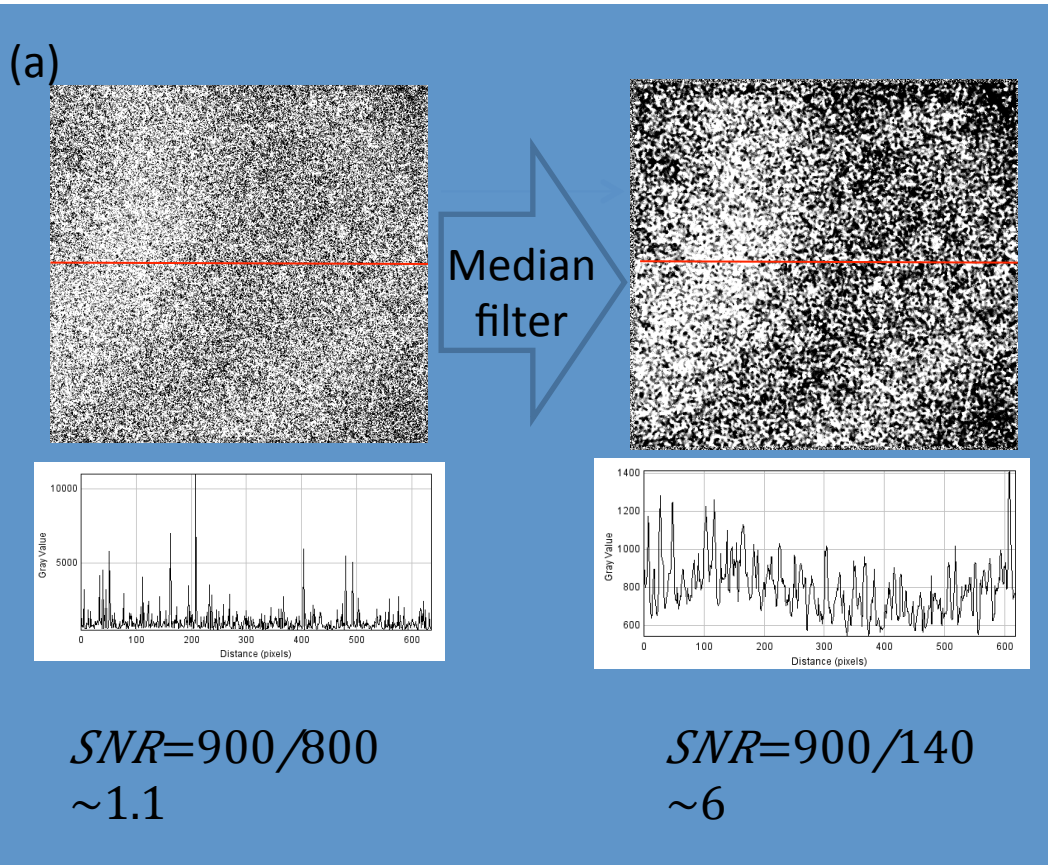 (a)
Median
filter
10000
5000
Gray Value
0 100 200 300 400 500 600
Distance (pixels)
1400
1200
1000
800
600
Gray Value
0 100 200 300 400 500 600
Distance (pixels)
SNR=900/800
~1.1
SNR=900/140
~6